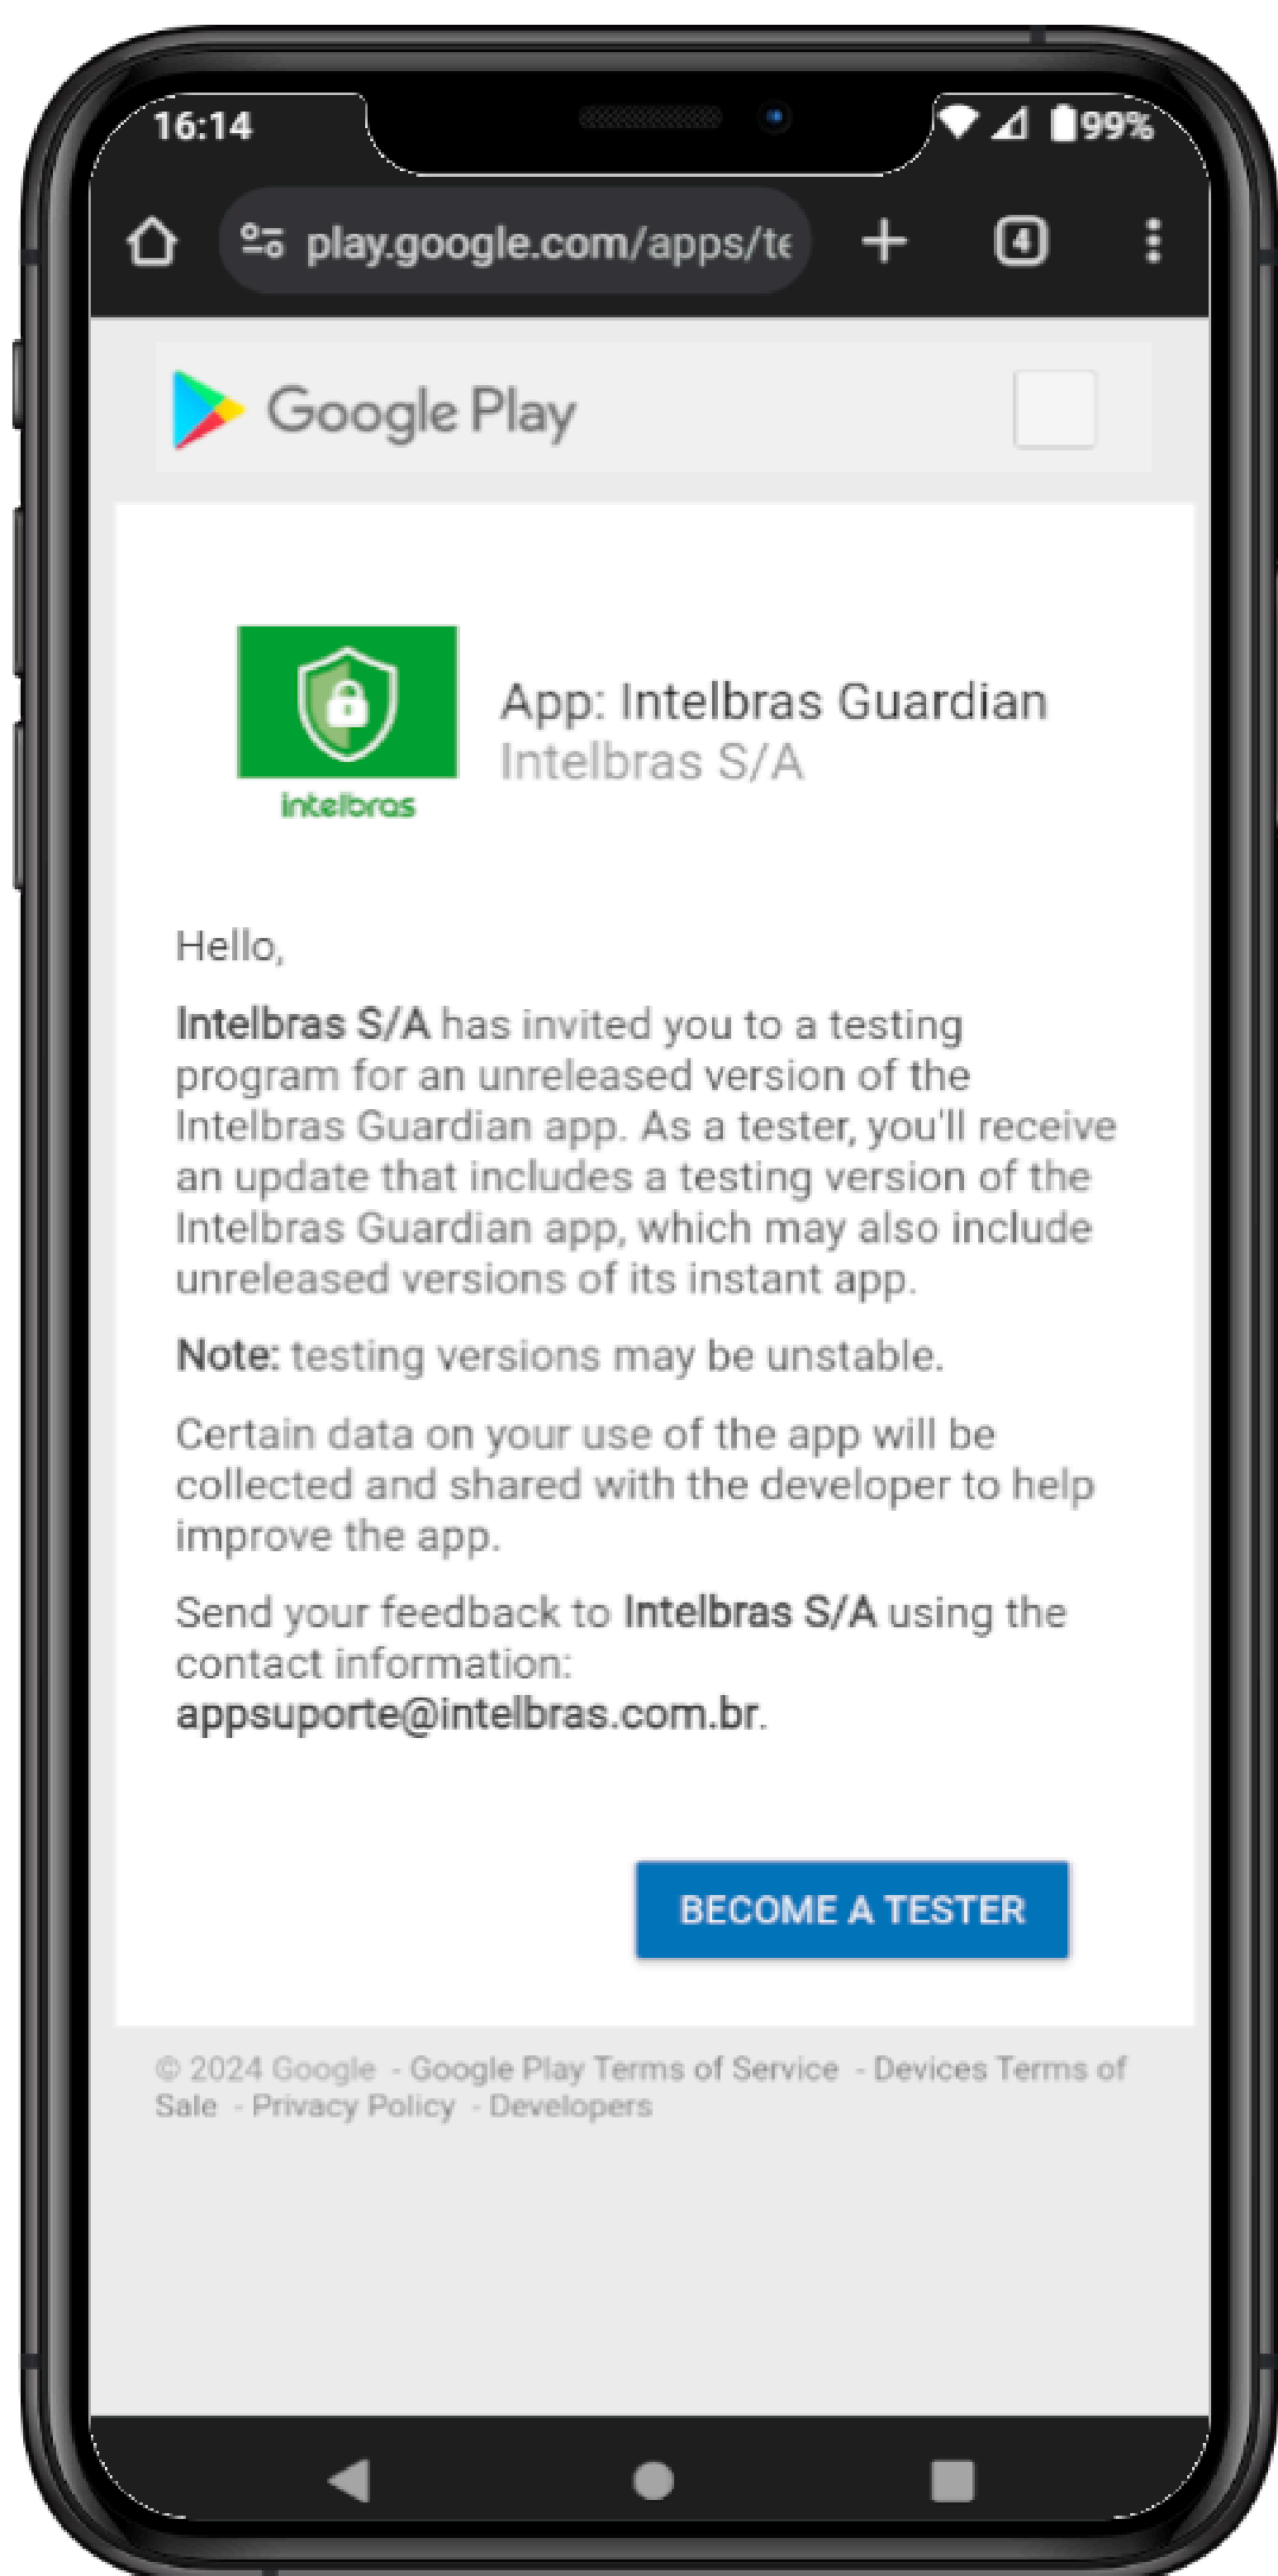 16:14
99%
play.google.com/apps/te
4
Google Play
App: Intelbras Guardian
Intelbras S/A
intelbras
Hello,
Intelbras S/A has invited you to a testing
program for an unreleased version of the
Intelbras Guardian app. As a tester, you'll receive
an update that includes a testing version of the
Intelbras Guardian app, which may also include
unreleased versions of its instant app.
Note: testing versions may be unstable.
Certain data on your use of the app will be
collected and shared with the developer to help
improve the app.
Send your feedback to Intelbras S/A using the
contact information:
appsuporte@intelbras.com.br.
BECOME A TESTER
© 2024 Google - Google Play Terms of Service - Devices Terms of
Sale - Privacy Policy - Developers